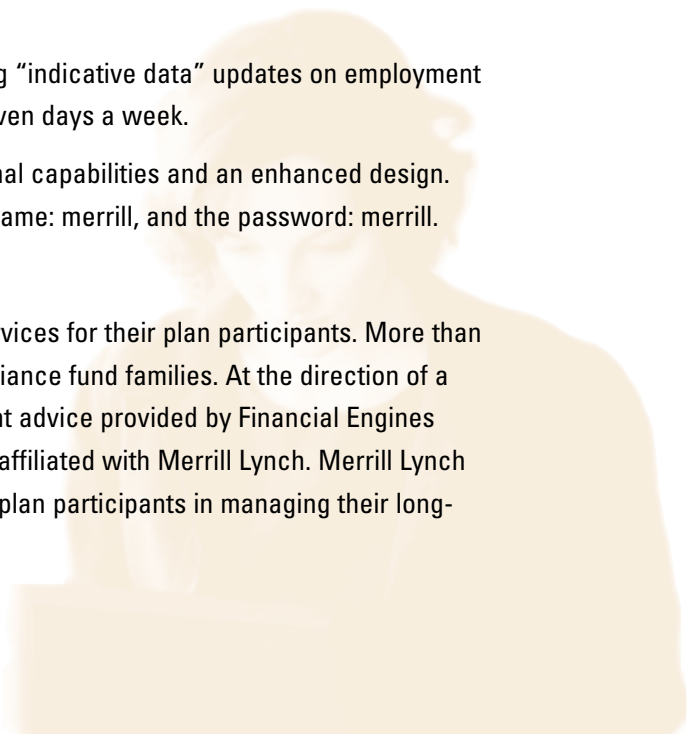 g “indicative data” updates on employment
ven days a week.
nal capabilities and an enhanced design.
ame: merrill, and the password: merrill.
rvices for their plan participants. More than
liance fund families. At the direction of a
nt advice provided by Financial Engines
affiliated with Merrill Lynch. Merrill Lynch
plan participants in managing their long-